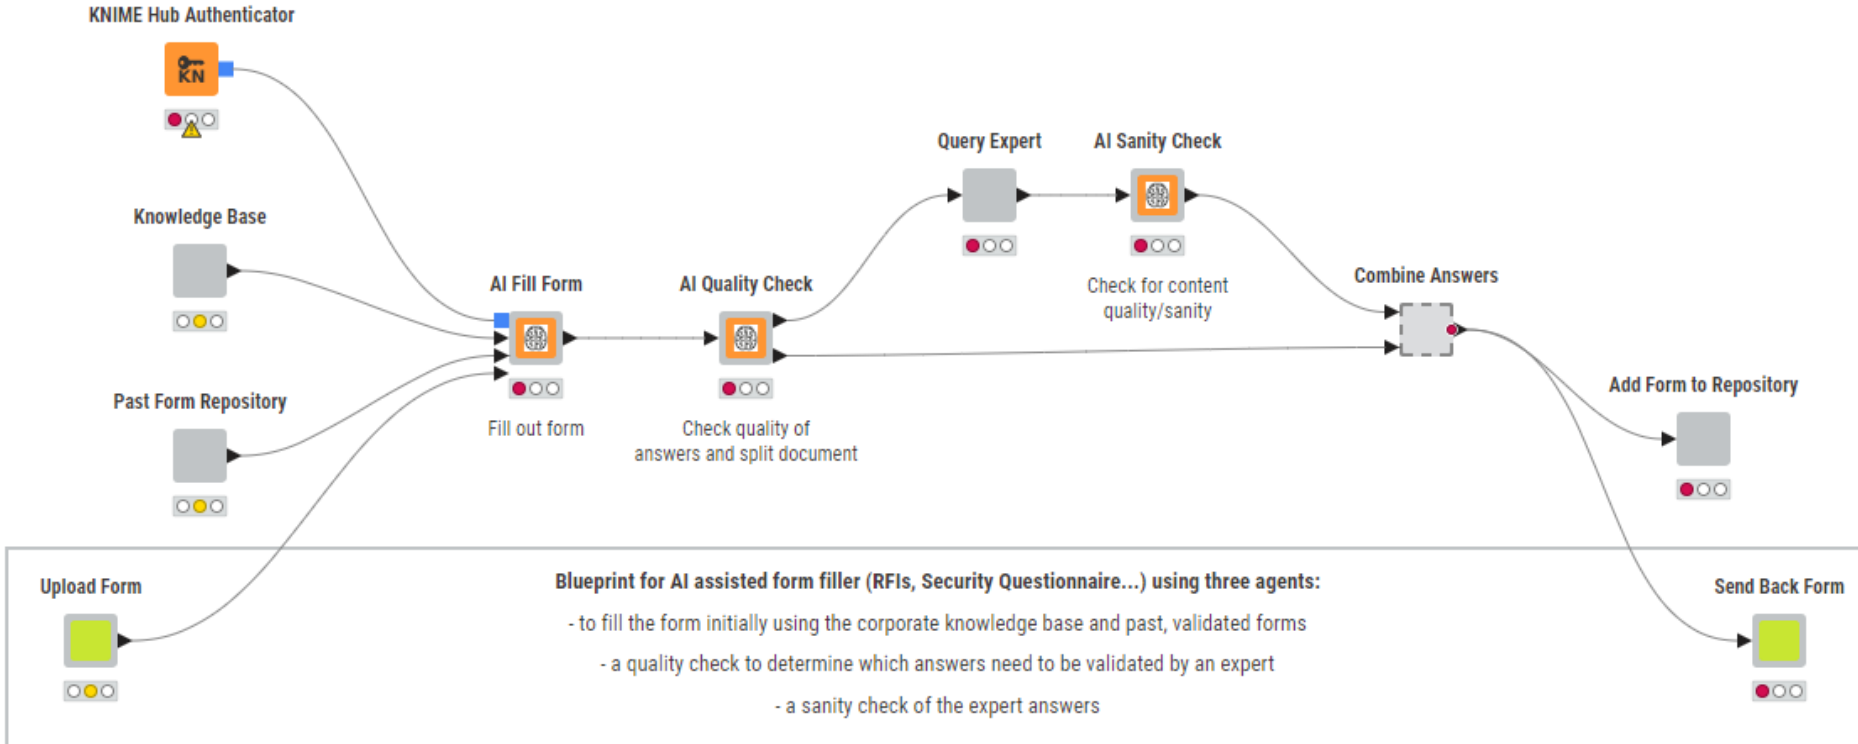 KNIME Hub Authenticator
KN
Query Expert
AI Sanity Check
Knowledge Base
AI Fill Form
AI Quality Check
Check for content
quality/sanity
Combine Answers
Past Form Repository
Fill out form
Check quality of
answers and split document
Add Form to Repository
Upload Form
Blueprint for AI assisted form filler (RFIs, Security Questionnaire...) using three agents:
- to fill the form initially using the corporate knowledge base and past, validated forms
- a quality check to determine which answers need to be validated by an expert
- a sanity check of the expert answers
Send Back Form